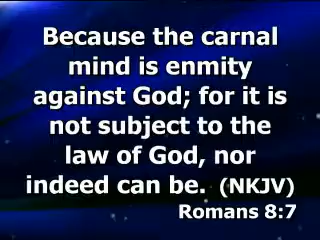 Because the carnal
mind is enmity
against God; for it is
not subject to the
law of God, nor
indeed can be. (NKJV)
Romans 8:7